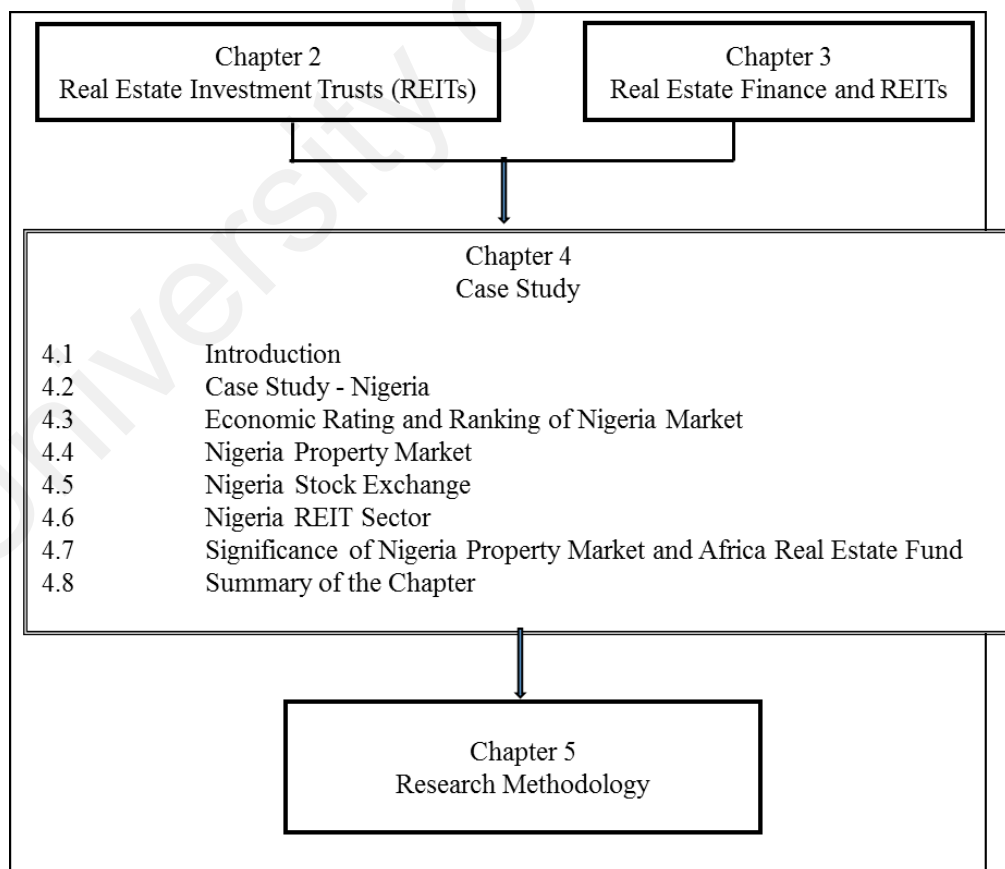 Chapter 2
Real Estate Investment Trusts (REITs)
Chapter 3
Real Estate Finance and REITs
Chapter 4
Case Study
4.1 Introduction
4.2 Case Study - Nigeria
4.3 Economic Rating and Ranking of Nigeria Market
4.4 Nigeria Property Market
4.5 Nigeria Stock Exchange
4.6 Nigeria REIT Sector
4.7 Significance of Nigeria Property Market and Africa Real Estate Fund
4.8 Summary of the Chapter
Chapter 5
Research Methodology
University o